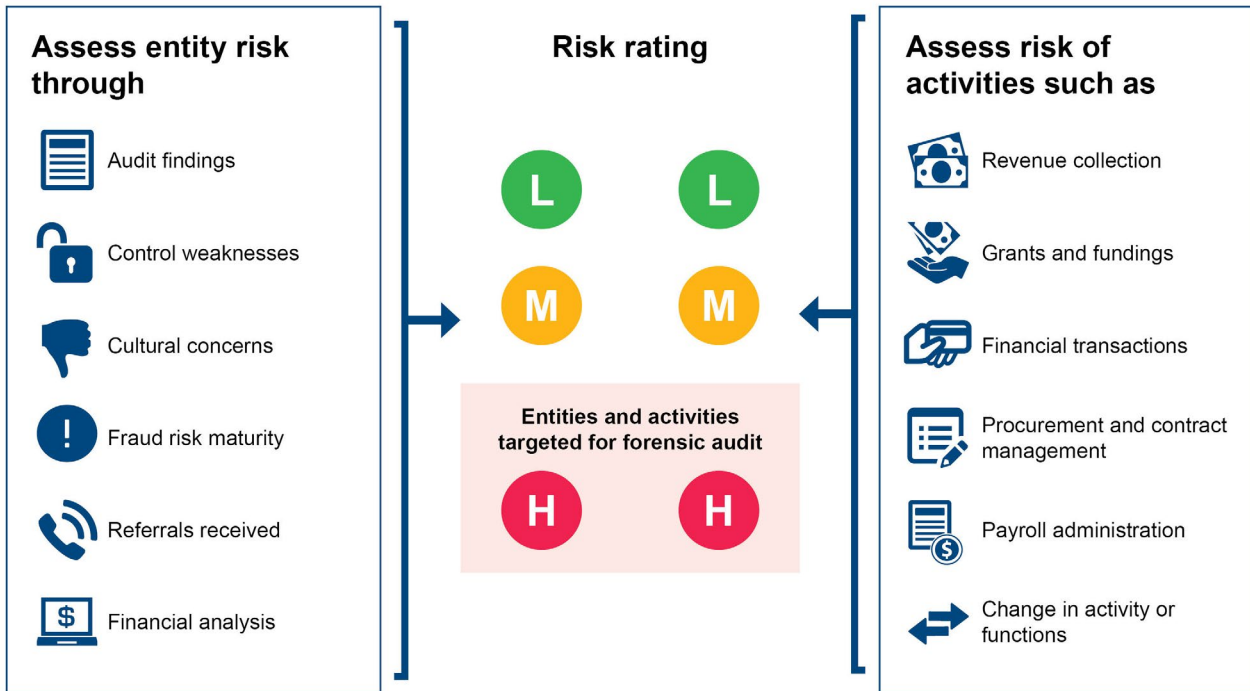 Assess entity risk
through
Audit findings
Control weaknesses
Cultural concerns
Fraud risk maturity
!
Referrals received
$
Financial analysis
Risk rating
L
L
M
M
Entities and activities
targeted for forensic audit
H
H
Assess risk of
activities such as
Revenue collection
Grants and fundings
Financial transactions
Procurement and contract
management
Payroll administration
$
Change in activity or
functions